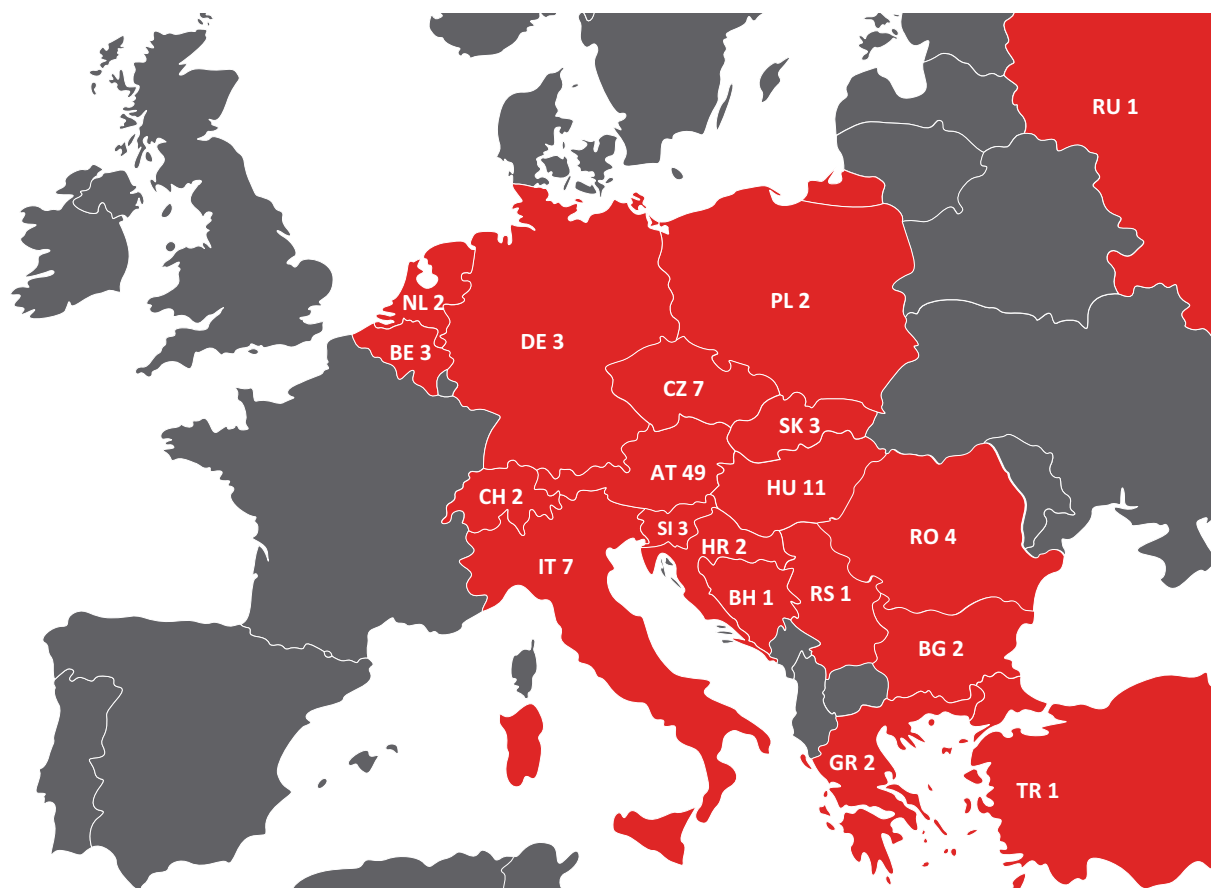 RU 1
NL 2
PL 2
DE 3
BE 3
CZ 7
SK 3
AT 49
HU 11
CH 2
SI 3
HR 2
RO 4
IT 7
BH 1
RS 1
BG 2
GR 2
TR 1